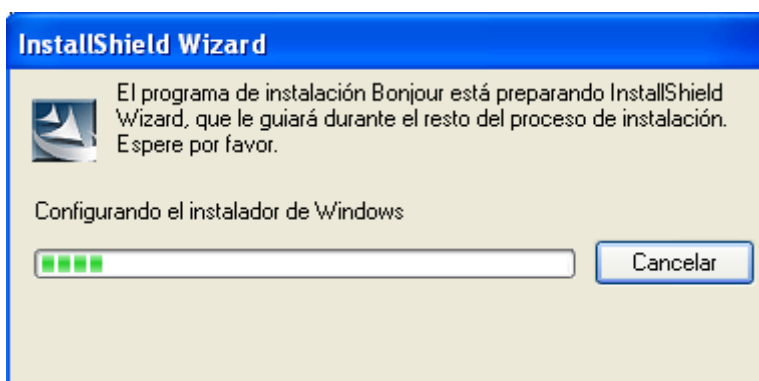 InstallShield Wizard
El programa de instalación Bonjour está preparando InstallShield
Wizard, que le guiará durante el resto del proceso de instalación.
Espere por favor.
Configurando el instalador de Windows
Cancelar